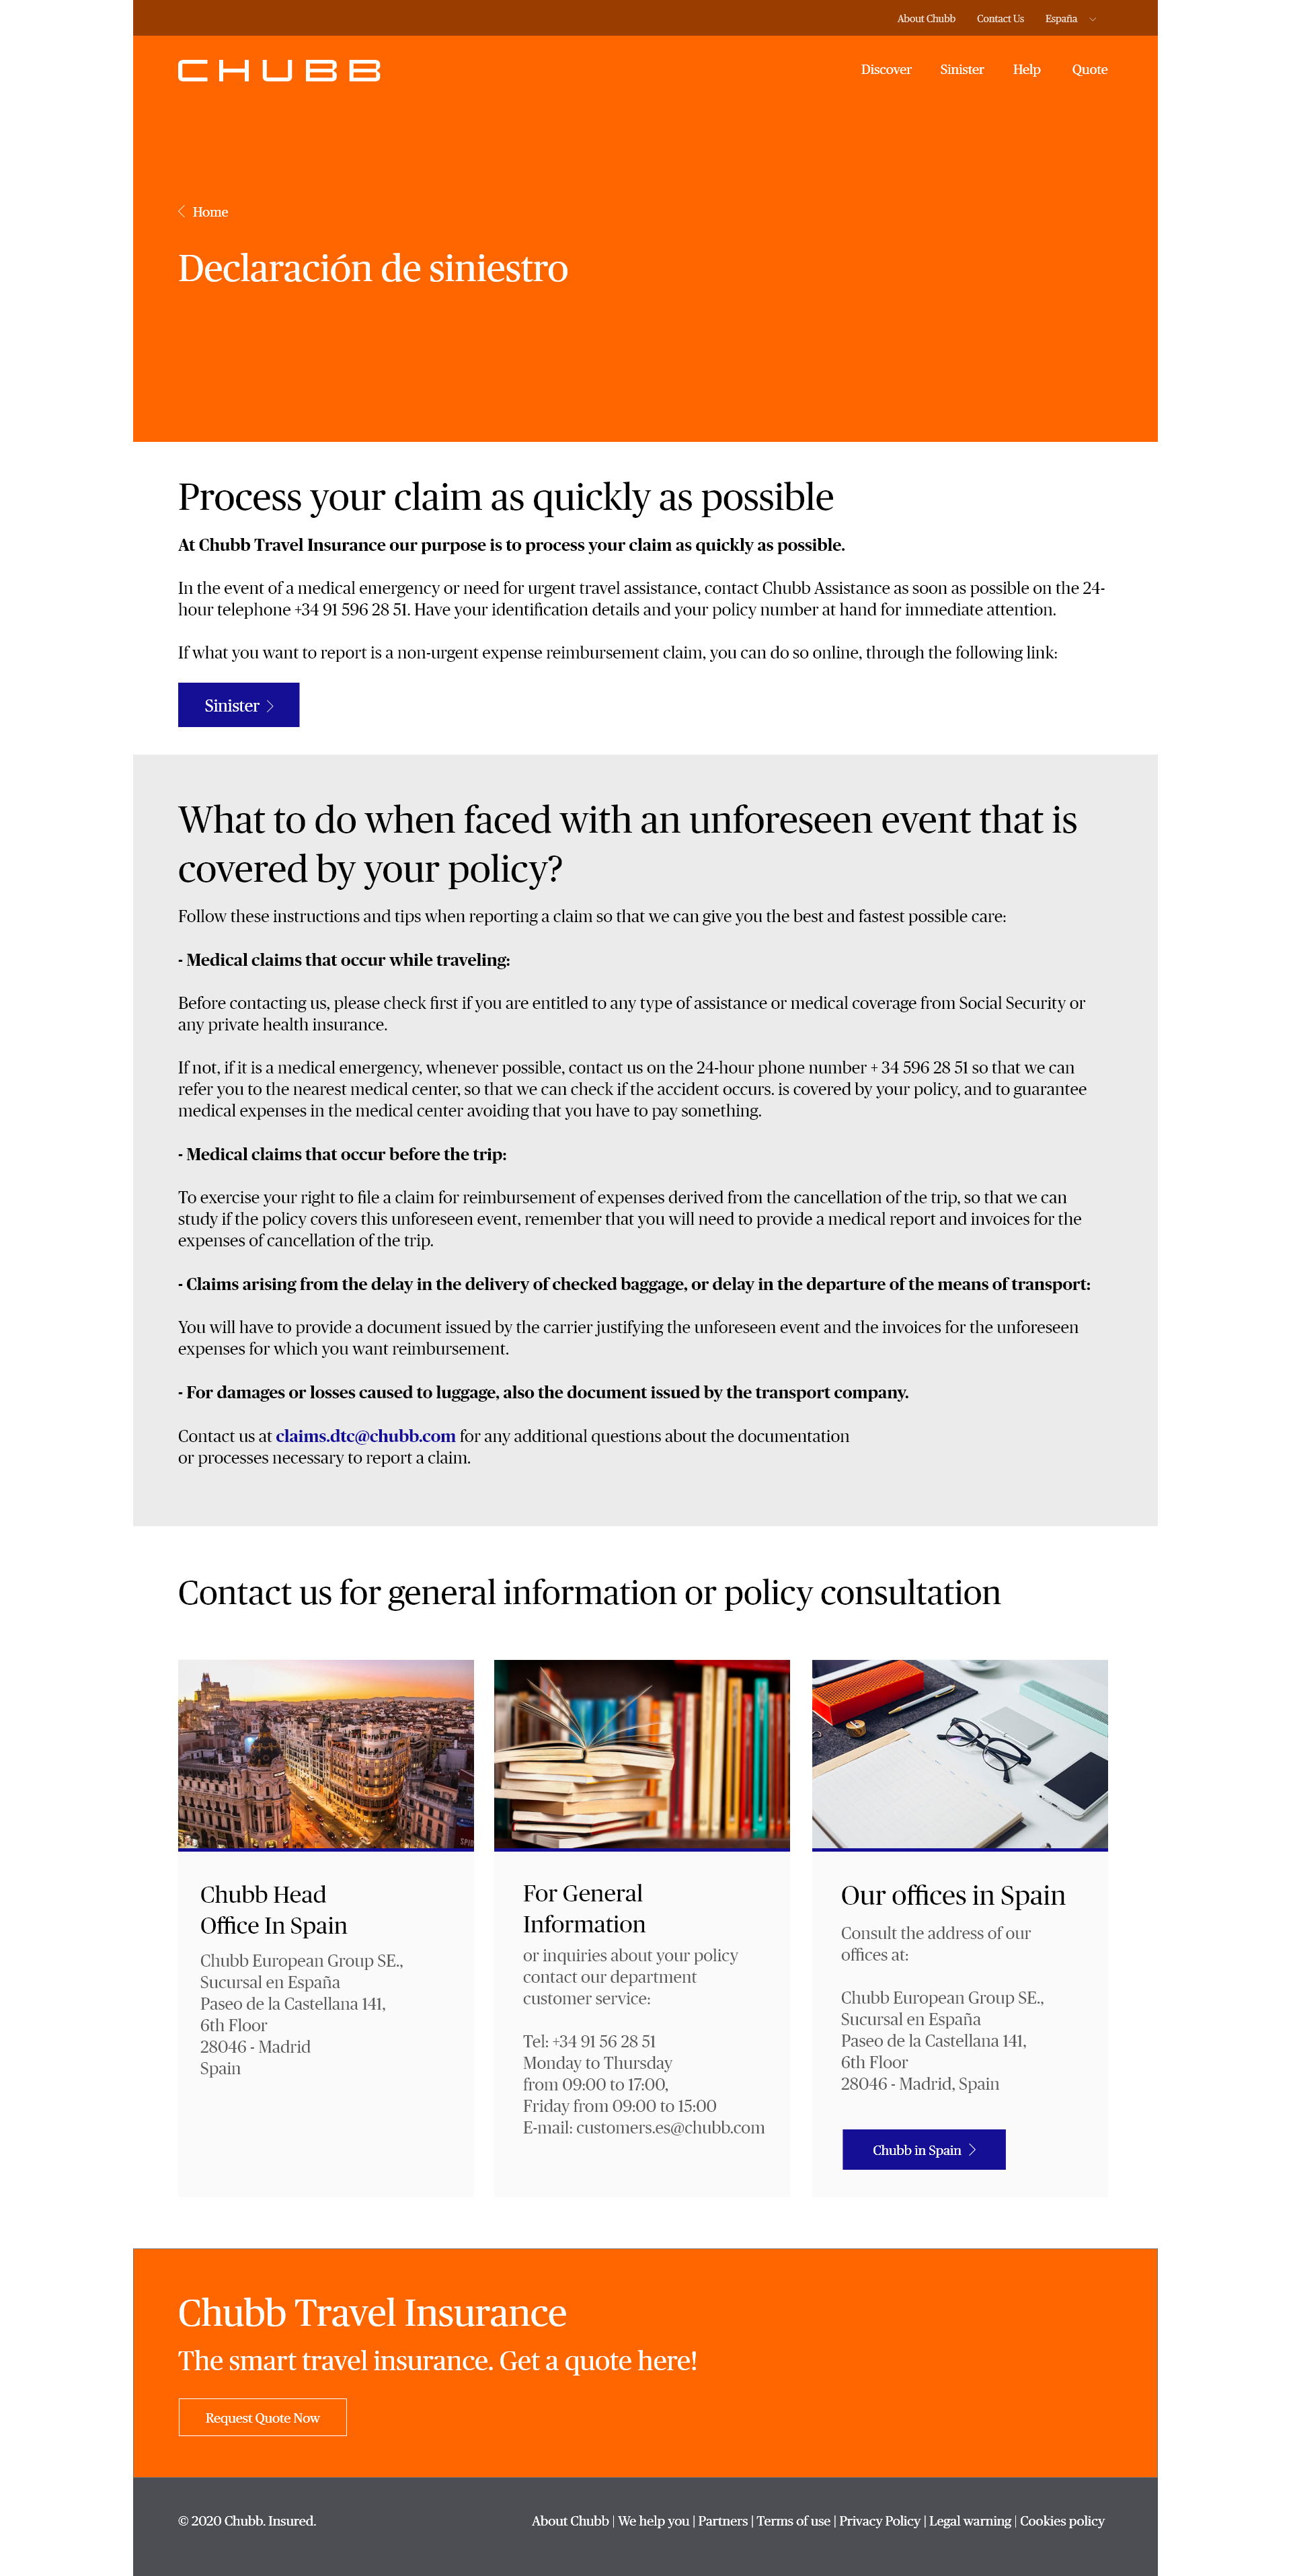 About Chubb Contact Us España
CHUBB
Discover Sinister Help Quote
Home
Declaración de siniestro
Process your claim as quickly as possible
At Chubb Travel Insurance our purpose is to process your claim as quickly as possible.
In the event of a medical emergency or need for urgent travel assistance, contact Chubb Assistance as soon as possible on the 24-
hour telephone +34 91 596 28 51. Have your identification details and your policy number at hand for immediate attention.
If what you want to report is a non-urgent expense reimbursement claim, you can do so online, through the following link:
Sinister
What to do when faced with an unforeseen event that is
covered by your policy?
Follow these instructions and tips when reporting a claim so that we can give you the best and fastest possible care:
- Medical claims that occur while traveling:
Before contacting us, please check first if you are entitled to any type of assistance or medical coverage from Social Security or
any private health insurance.
If not, if it is a medical emergency, whenever possible, contact us on the 24-hour phone number + 34 596 28 51 so that we can
refer you to the nearest medical center, so that we can check if the accident occurs. is covered by your policy, and to guarantee
medical expenses in the medical center avoiding that you have to pay something.
- Medical claims that occur before the trip:
To exercise your right to file a claim for reimbursement of expenses derived from the cancellation of the trip, so that we can
study if the policy covers this unforeseen event, remember that you will need to provide a medical report and invoices for the
expenses of cancellation of the trip.
- Claims arising from the delay in the delivery of checked baggage, or delay in the departure of the means of transport:
You will have to provide a document issued by the carrier justifying the unforeseen event and the invoices for the unforeseen
expenses for which you want reimbursement.
- For damages or losses caused to luggage, also the document issued by the transport company.
Contact us at claims.dtc@chubb.com for any additional questions about the documentation
or processes necessary to report a claim.
Contact us for general information or policy consultation
Chubb Head
Office In Spain
Chubb European Group SE.,
Sucursal en España
Paseo de la Castellana 141,
6th Floor
28046 - Madrid
Spain
For General
Information
or inquiries about your policy
contact our department
customer service:
Tel: +34 91 56 28 51
Monday to Thursday
from 09:00 to 17:00,
Friday from 09:00 to 15:00
E-mail: customers.es@chubb.com
Our offices in Spain
Consult the address of our
offices at:
Chubb European Group SE.,
Sucursal en España
Paseo de la Castellana 141,
6th Floor
28046 - Madrid, Spain
Chubb in Spain
Chubb Travel Insurance
The smart travel insurance. Get a quote here!
Request Quote Now
© 2020 Chubb. Insured.
About Chubb | We help you | Partners | Terms of use | Privacy Policy | Legal warning | Cookies policy